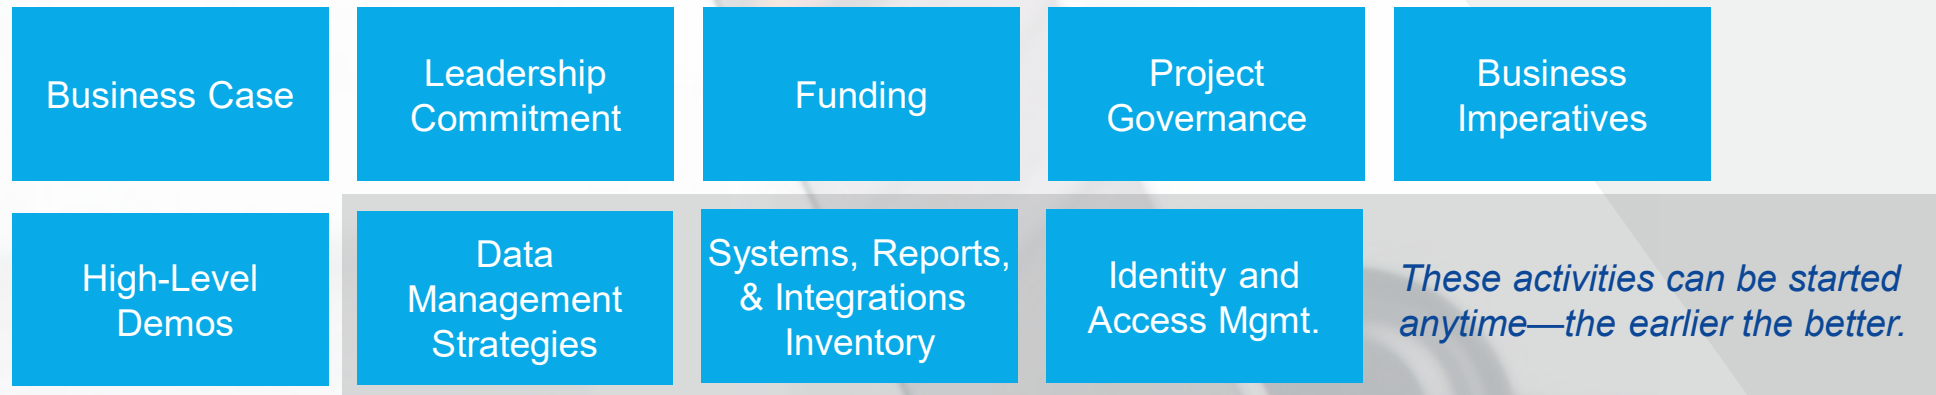 Business Case
Leadership
Commitment
Funding
Project
Governance
Business
Imperatives
High-Level
Demos
Data
Management
Strategies
Systems, Reports,
& Integrations
Inventory
Identity and
Access Mgmt.
These activities can be started
anytime—the earlier the better.